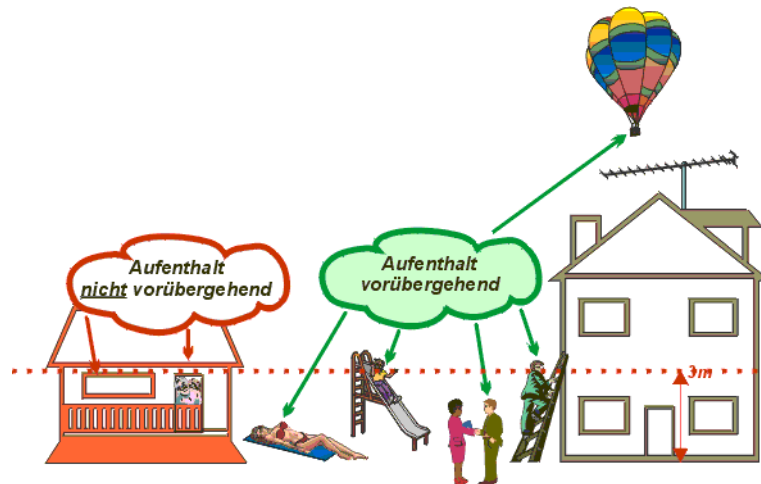 Aufenthalt
nicht vorübergehend
Aufenthalt
vorübergehend
3m